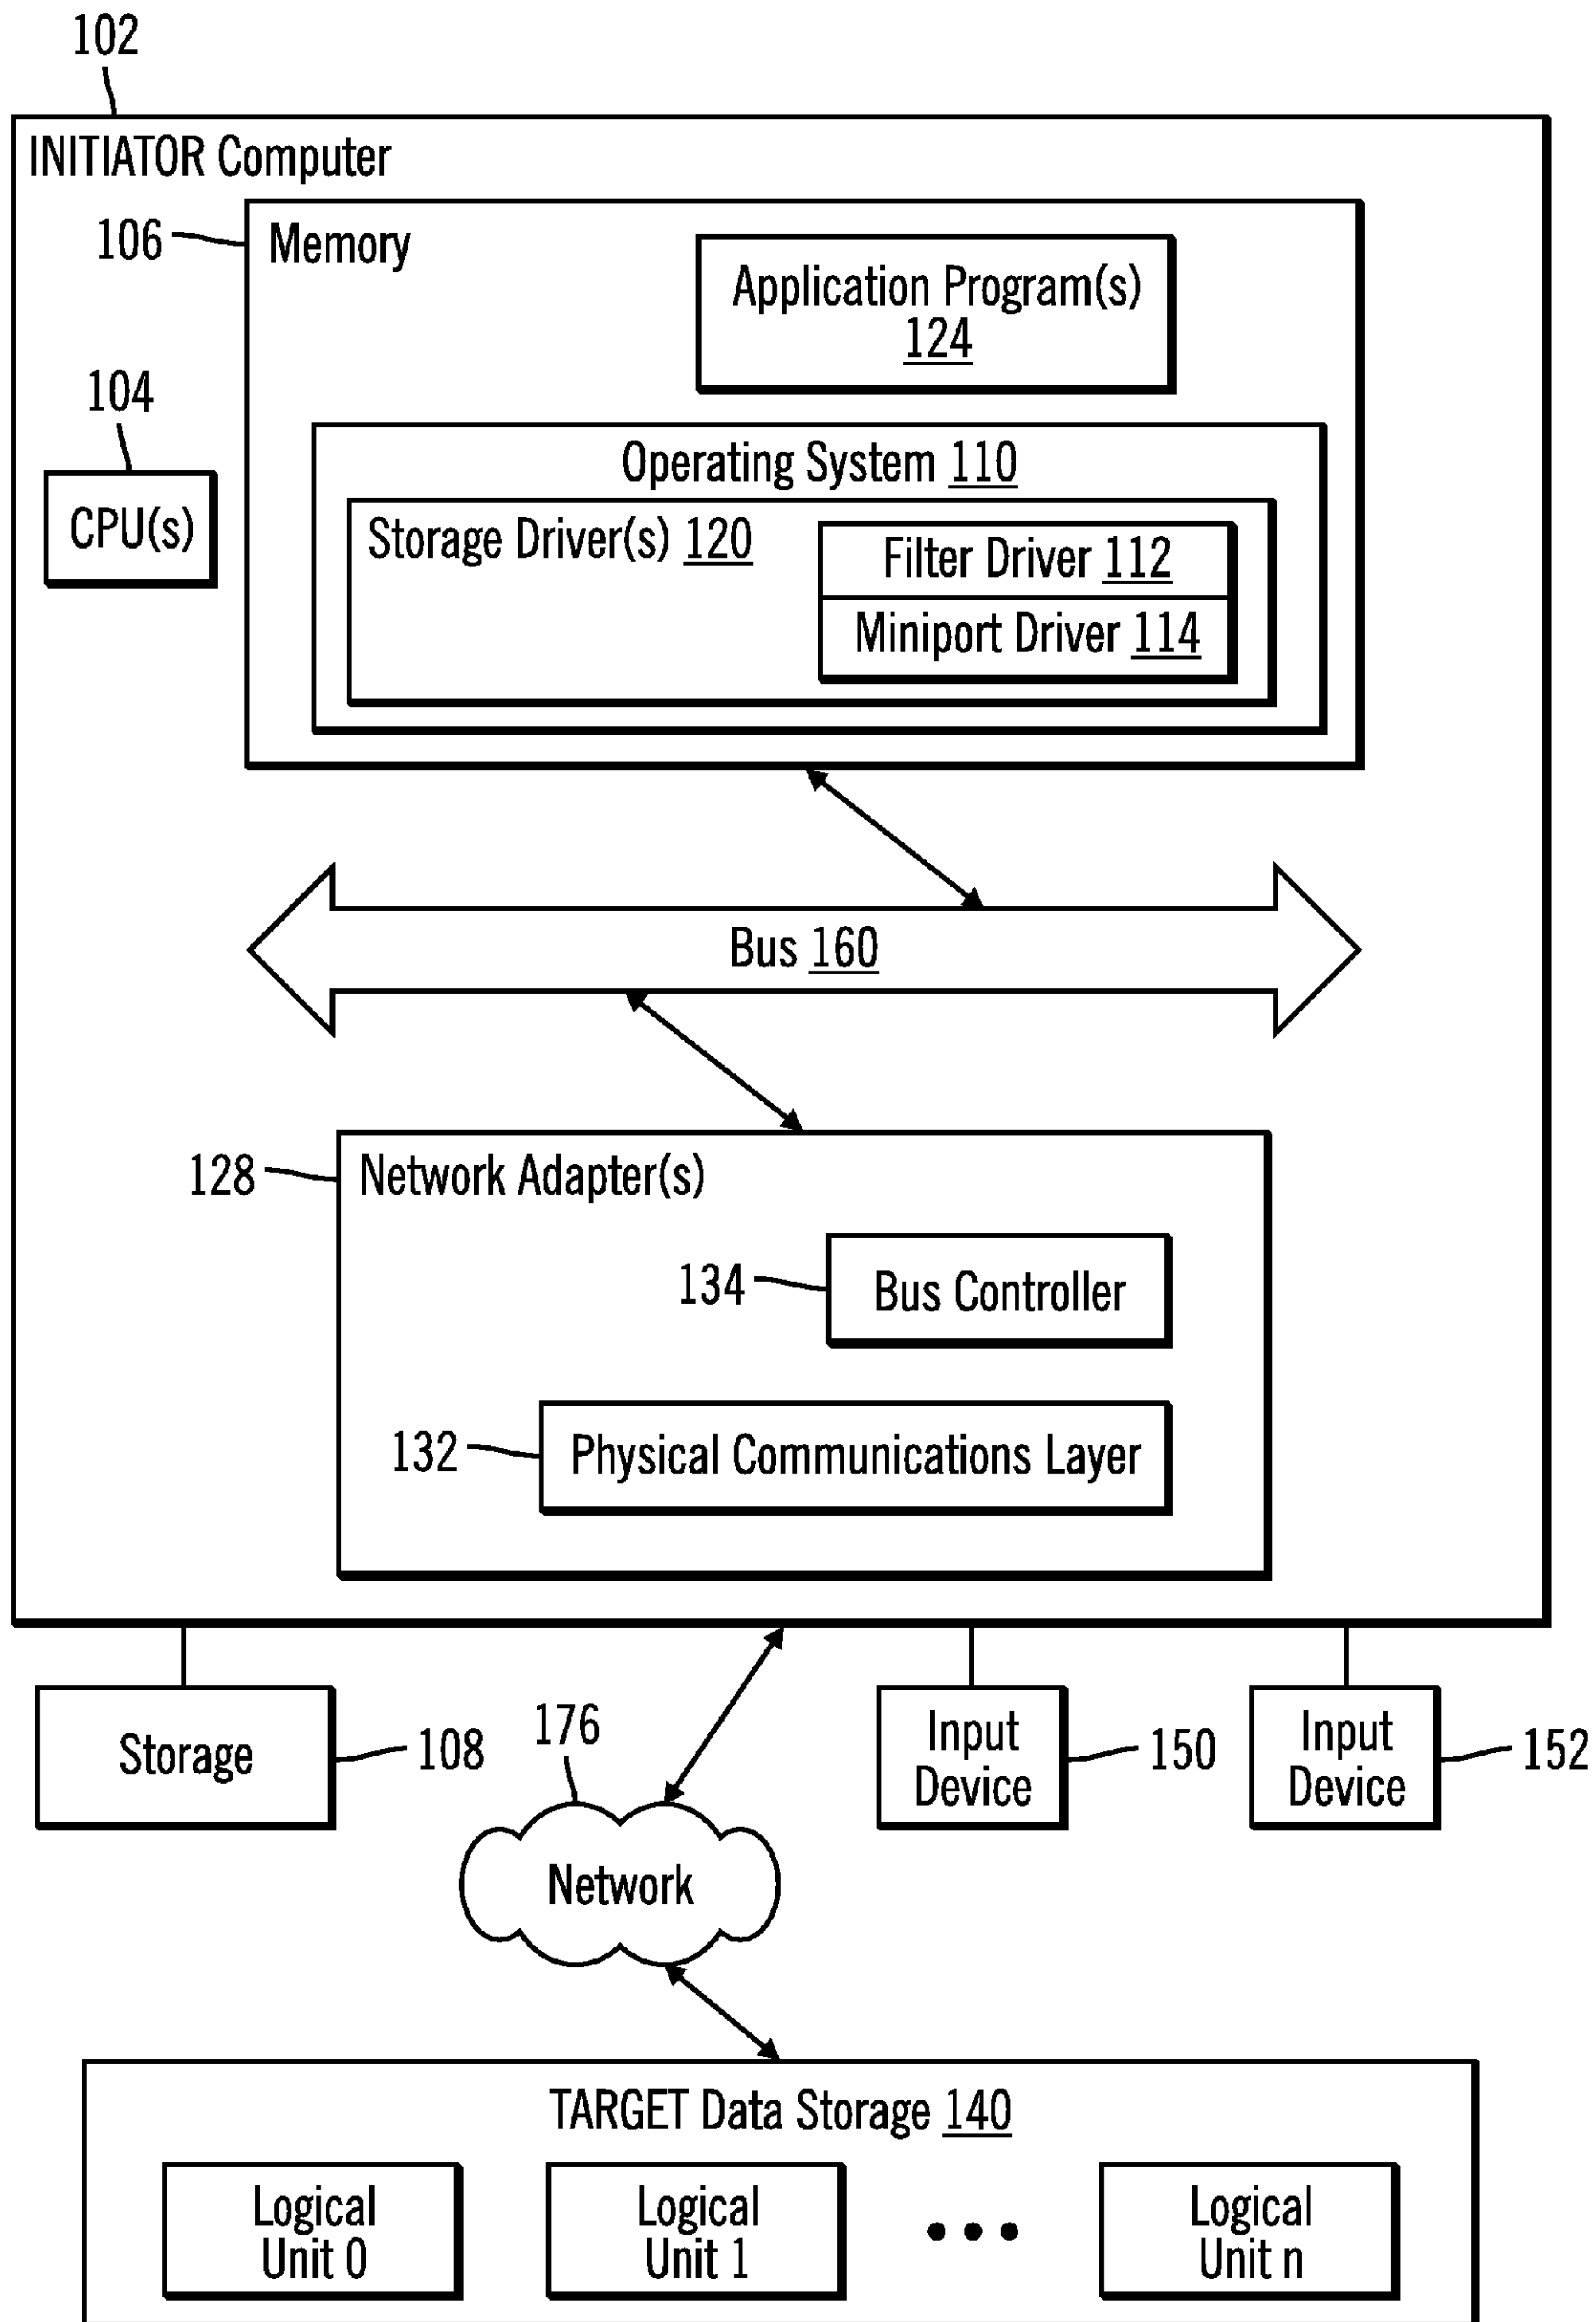 102
INITIATOR Computer
106
Memory
Application Program(s)
124
104
CPU(s)
Operating System 110
Storage Driver(s) 120
Filter Driver 112
Miniport Driver 114
Bus 160
128
Network Adapter(s)
134
Bus Controller
132
Physical Communications Layer
Storage
108
176
Input
Device
150
Input
Device
152
Network
TARGET Data Storage 140
Logical
Unit 0
Logical
Unit 1
Logical
Unit n